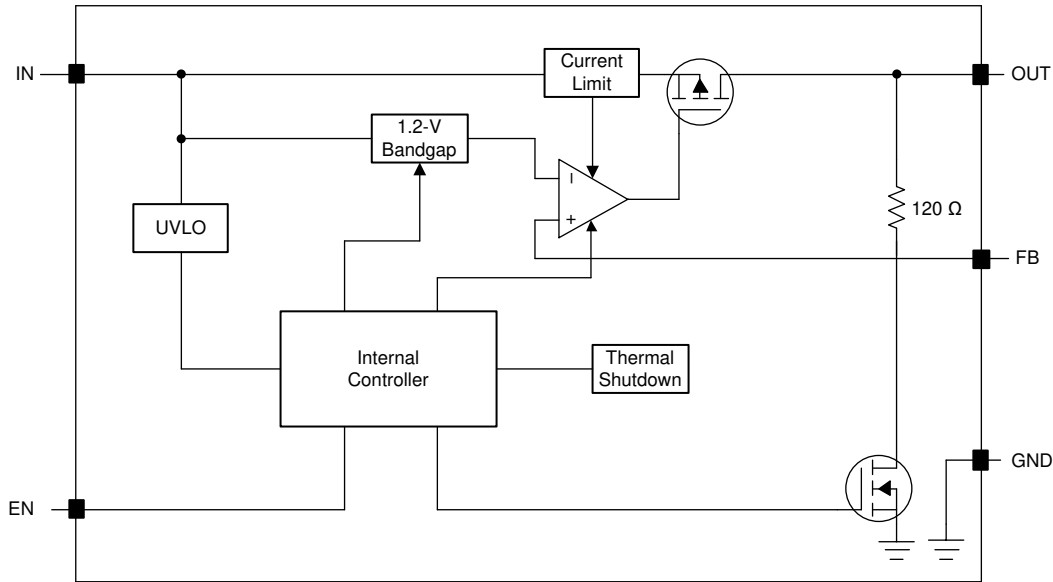 IN
Current
Limit
OUT
1.2-V
Bandgap
−
+
UVLO
120 Ω
FB
Internal
Controller
Thermal
Shutdown
GND
EN